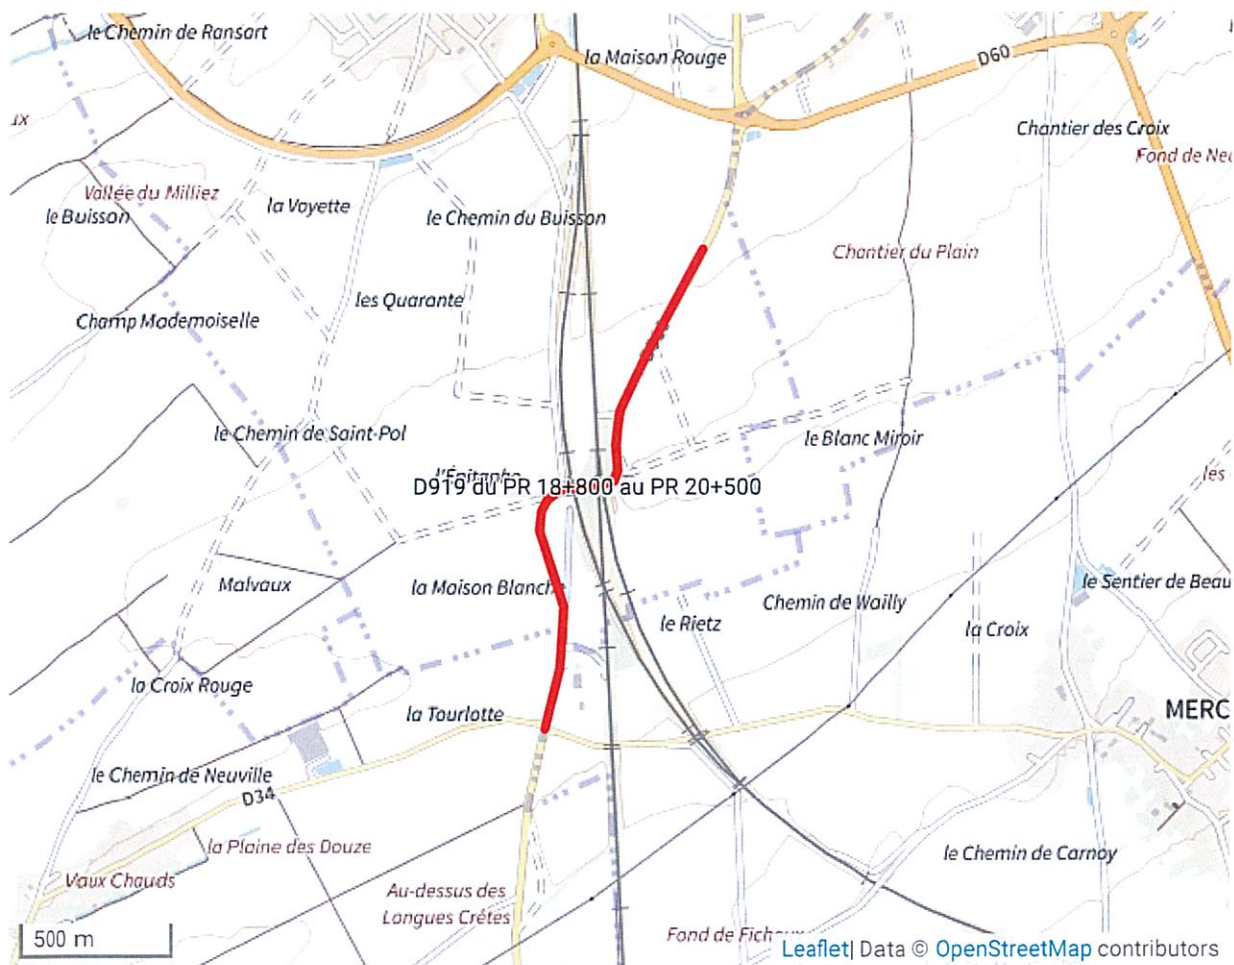 le Chemin de Ransart
la Maison Rouge
D60
Chantier des Croix
Vallée du Milliez
le Buisson
la Voyette
le Chemin du Buisson
Chantier du Plain
les Quarante
Champ Mademoiselle
le Chemin de Saint-Pol
le Blanc Miroir
l'Épitaphe
D919 du PR 18+800 au PR 20+500
les
Malvaux
la Maison Blanche
Chemin de Wailly
le Sentier de Beau
le Rietz
la Croix
la Croix Rouge
la Tourlotte
MERC
le Chemin de Neuville
D34
la Plaine des Douze
le Chemin de Carnoy
Vaux Chauds
Au-dessus des
Longues Crêtes
500 m
Leaflet| Data © OpenStreetMap contributors